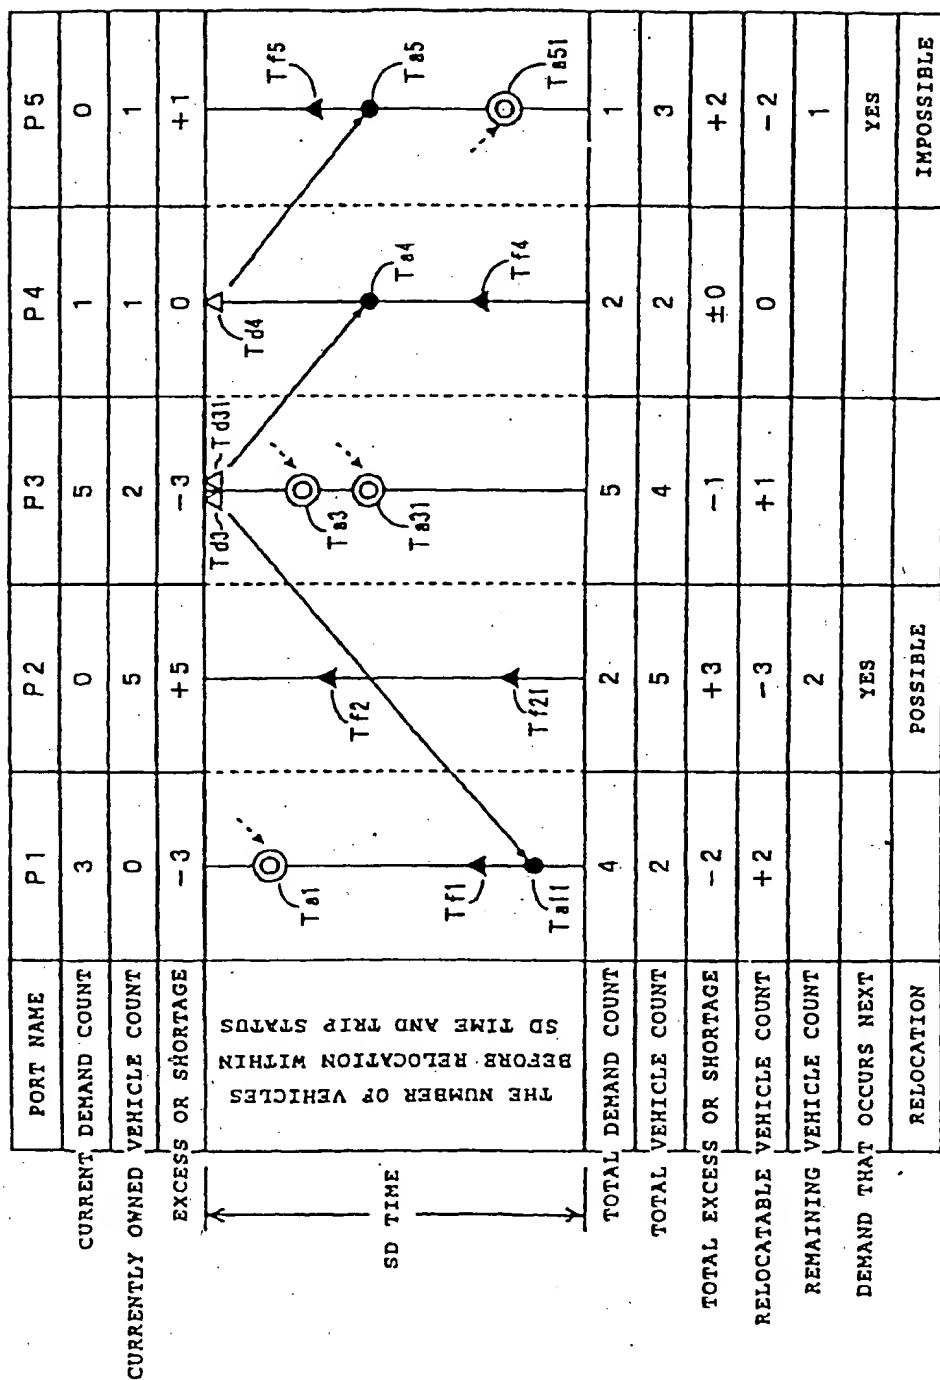 PORT NAME P1 P2 P3 P4 P5
CURRENT DEMAND COUNT 3 0 5 1 0
CURRENTLY OWNED VEHICLE COUNT 0 5 2 1 1
EXCESS OR SHORTAGE -3 +5 -3 0 +1
SD TIME
THE NUMBER OF VEHICLES
BEFORE RELOCATION WITHIN
SD TIME AND TRIP STATUS
Ta1
Tf1
Ta11
Tf2
Tf21
Td3
Td31
Ta3
Ta31
Td4
Ta4
Tf4
Tf5
Ta5
Ta51
TOTAL DEMAND COUNT 4 2 5 2 1
TOTAL VEHICLE COUNT 2 5 4 2 3
TOTAL EXCESS OR SHORTAGE -2 +3 -1 ±0 +2
RELOCATABLE VEHICLE COUNT +2 -3 +1 0 -2
REMAINING VEHICLE COUNT 2 1
DEMAND THAT OCCURS NEXT YES YES
RELOCATION POSSIBLE IMPOSSIBLE